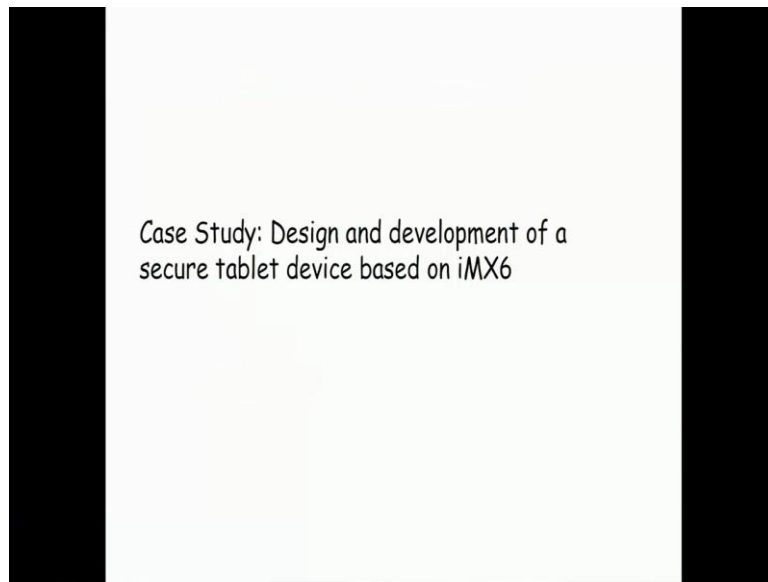 Case Study: Design and development of a
secure tablet device based on iMX6